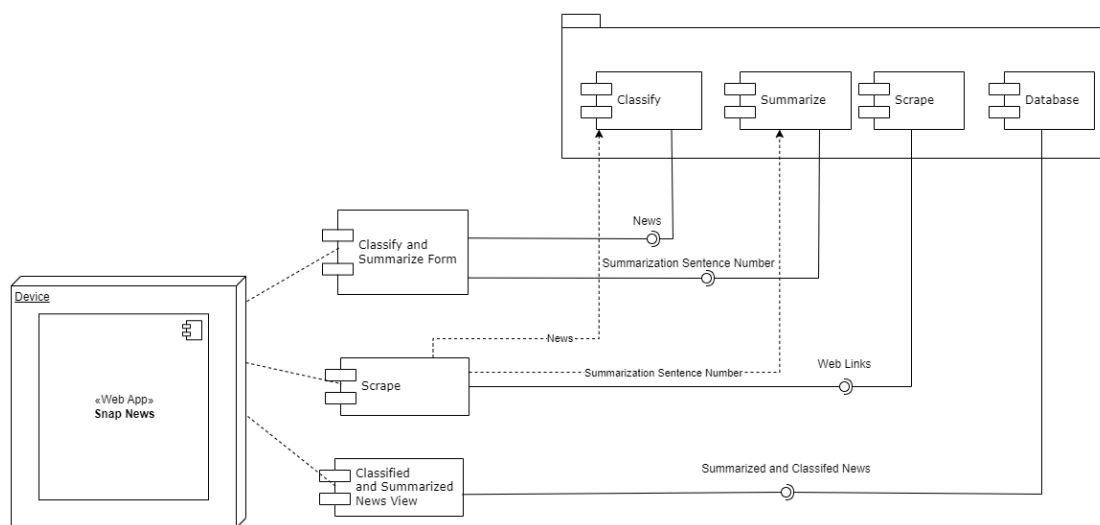 Classify
Summarize
Scrape
Database
News
Classify and
Summarize Form
Summarization Sentence Number
Device
News
«Web App»
Snap News
Scrape
Summarization Sentence Number
Web Links
Classified
and Summarized
News View
Summarized and Classifed News